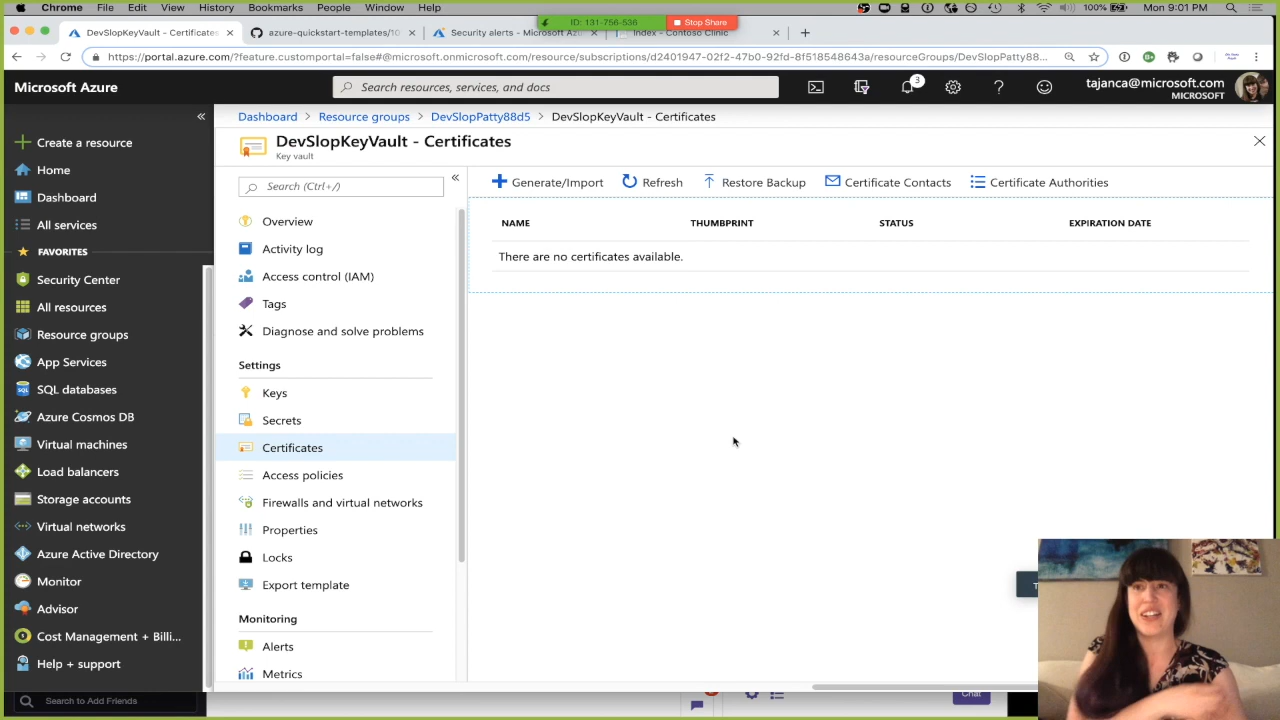 Chrome File Edit View History Bookmarks People Window Help
100% Mon 9:01 PM
ID: 131-756-536 Stop Share
DevSlopKeyVault - Certificates
azure-quickstart-templates/10
Security alerts - Microsoft Az
Index - Contoso Clinic
https://portal.azure.com/?feature.customportal=false#@microsoft.onmicrosoft.com/resource/subscriptions/d2401947-02f2-47b0-92fd-8f518548643a/resourceGroups/DevSlopPatty88d5...
Microsoft Azure
Search resources, services, and docs
3
tajanca@microsoft.com
MICROSOFT
Create a resource
Home
Dashboard
All services
FAVORITES
Security Center
All resources
Resource groups
App Services
SQL databases
Azure Cosmos DB
Virtual machines
Load balancers
Storage accounts
Virtual networks
Azure Active Directory
Monitor
Advisor
Cost Management + Billi...
Help + support
Search to Add Friends
Dashboard > Resource groups > DevSlopPatty88d5 > DevSlopKeyVault - Certificates
DevSlopKeyVault - Certificates
Key vault
Search (Ctrl+/)
Overview
Activity log
Access control (IAM)
Tags
Diagnose and solve problems
Settings
Keys
Secrets
Certificates
Access policies
Firewalls and virtual networks
Properties
Locks
Export template
Monitoring
Alerts
Metrics
Generate/Import Refresh Restore Backup Certificate Contacts Certificate Authorities
NAME THUMBPRINT STATUS EXPIRATION DATE
There are no certificates available.
Chat